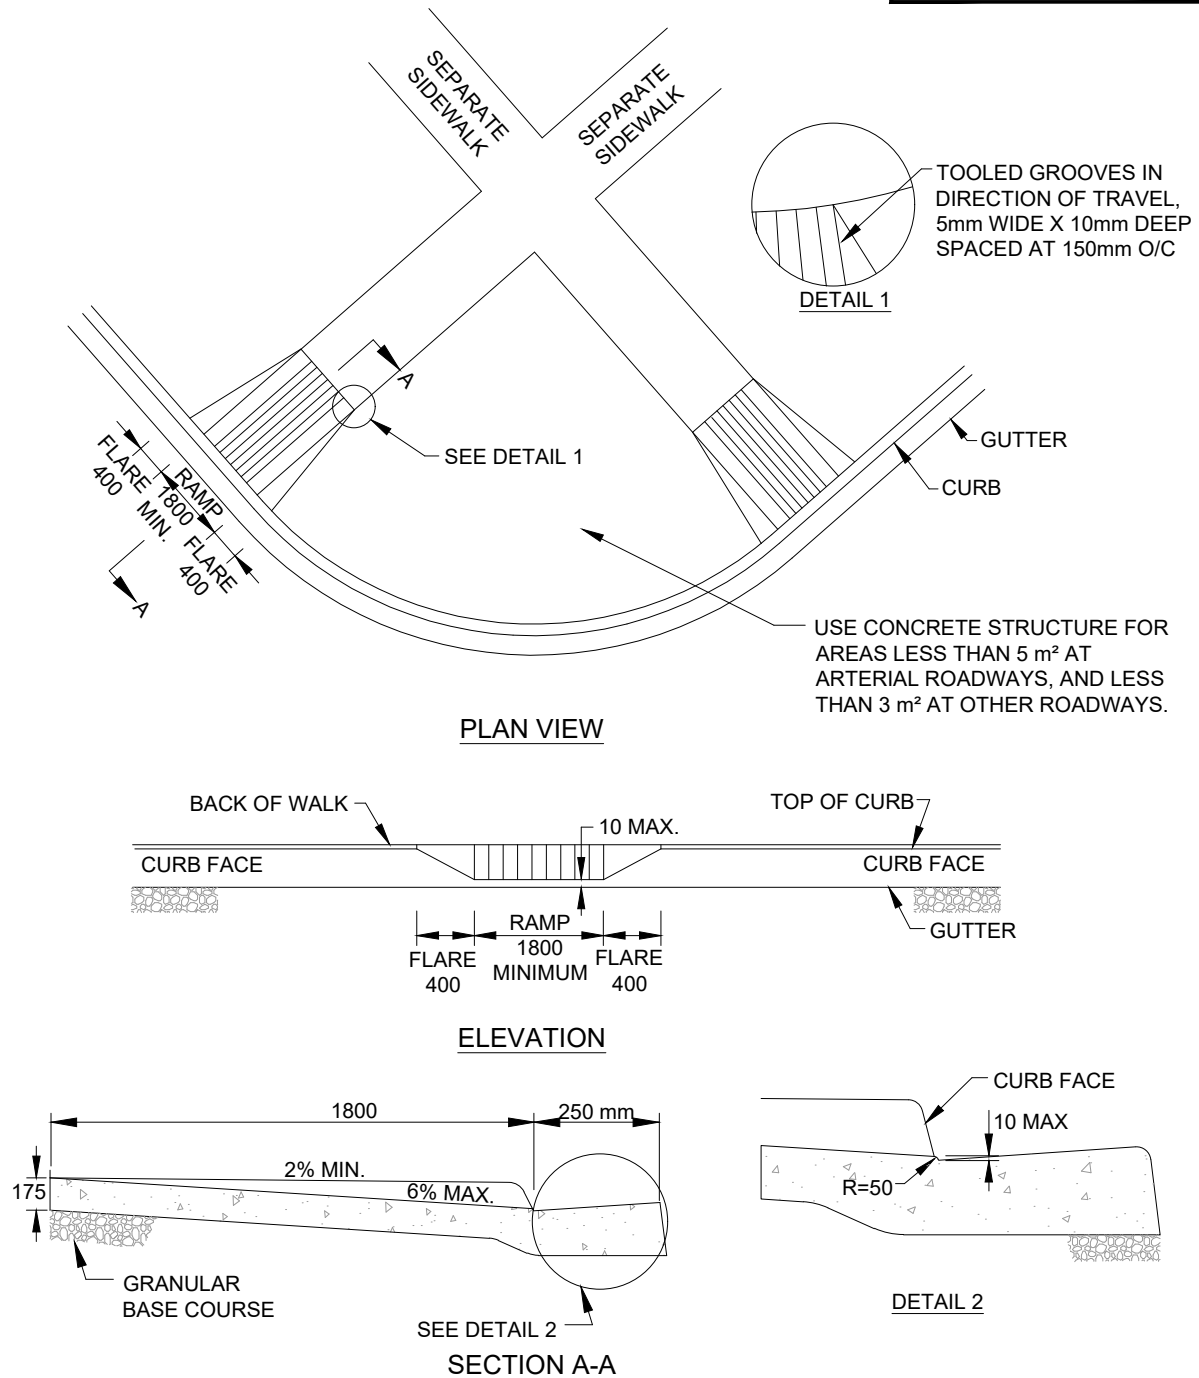 SEPARATE
SIDEWALK
SEPARATE
SIDEWALK
TOOLED GROOVES IN
DIRECTION OF TRAVEL,
5mm WIDE X 10mm DEEP
SPACED AT 150mm O/C
DETAIL 1
A
SEE DETAIL 1
GUTTER
CURB
FLARE
400
RAMP
1800
MIN.
FLARE
400
A
USE CONCRETE STRUCTURE FOR
AREAS LESS THAN 5 m² AT
ARTERIAL ROADWAYS, AND LESS
THAN 3 m² AT OTHER ROADWAYS.
PLAN VIEW
BACK OF WALK
TOP OF CURB
10 MAX.
CURB FACE
CURB FACE
GUTTER
FLARE
400
RAMP
1800
MINIMUM
FLARE
400
ELEVATION
1800
250 mm
2% MIN.
6% MAX.
175
GRANULAR
BASE COURSE
SEE DETAIL 2
SECTION A-A
CURB FACE
10 MAX
R=50
DETAIL 2